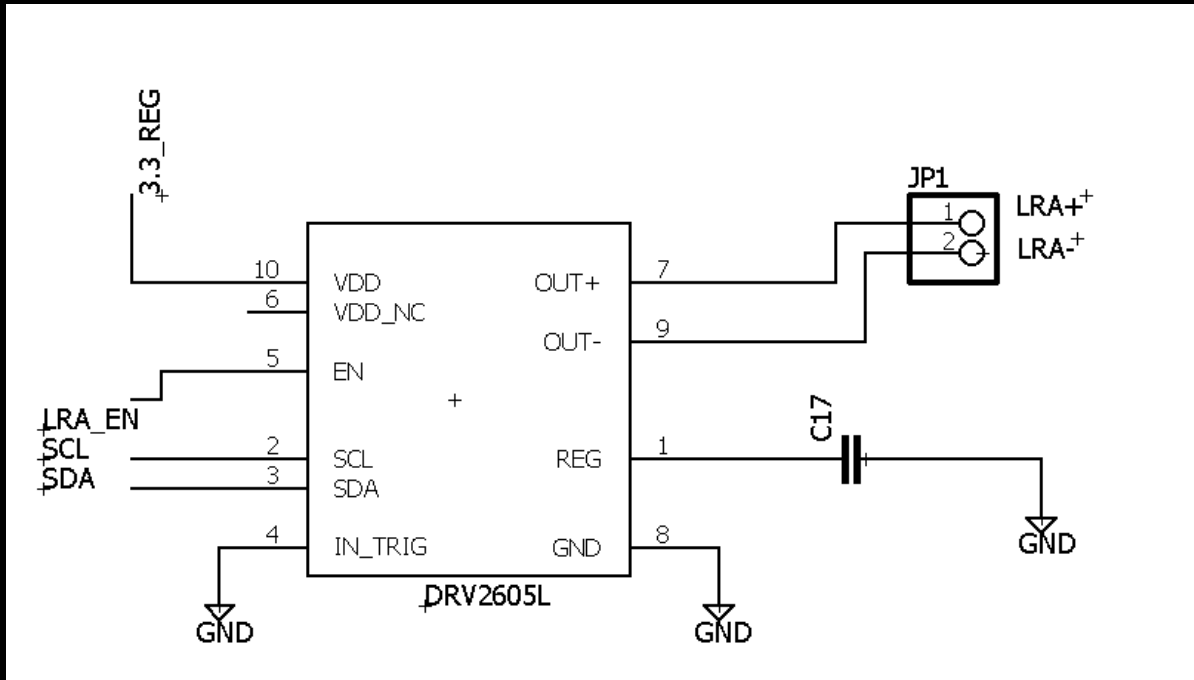 3.3_REG
JP1
1 LRA+
2 LRA-
10 VDD OUT+ 7
6 VDD_NC
OUT- 9
5 EN
LRA_EN
C17
SCL 2 SCL REG 1
SDA 3 SDA
4 IN_TRIG GND 8
GND
DRV2605L
GND GND